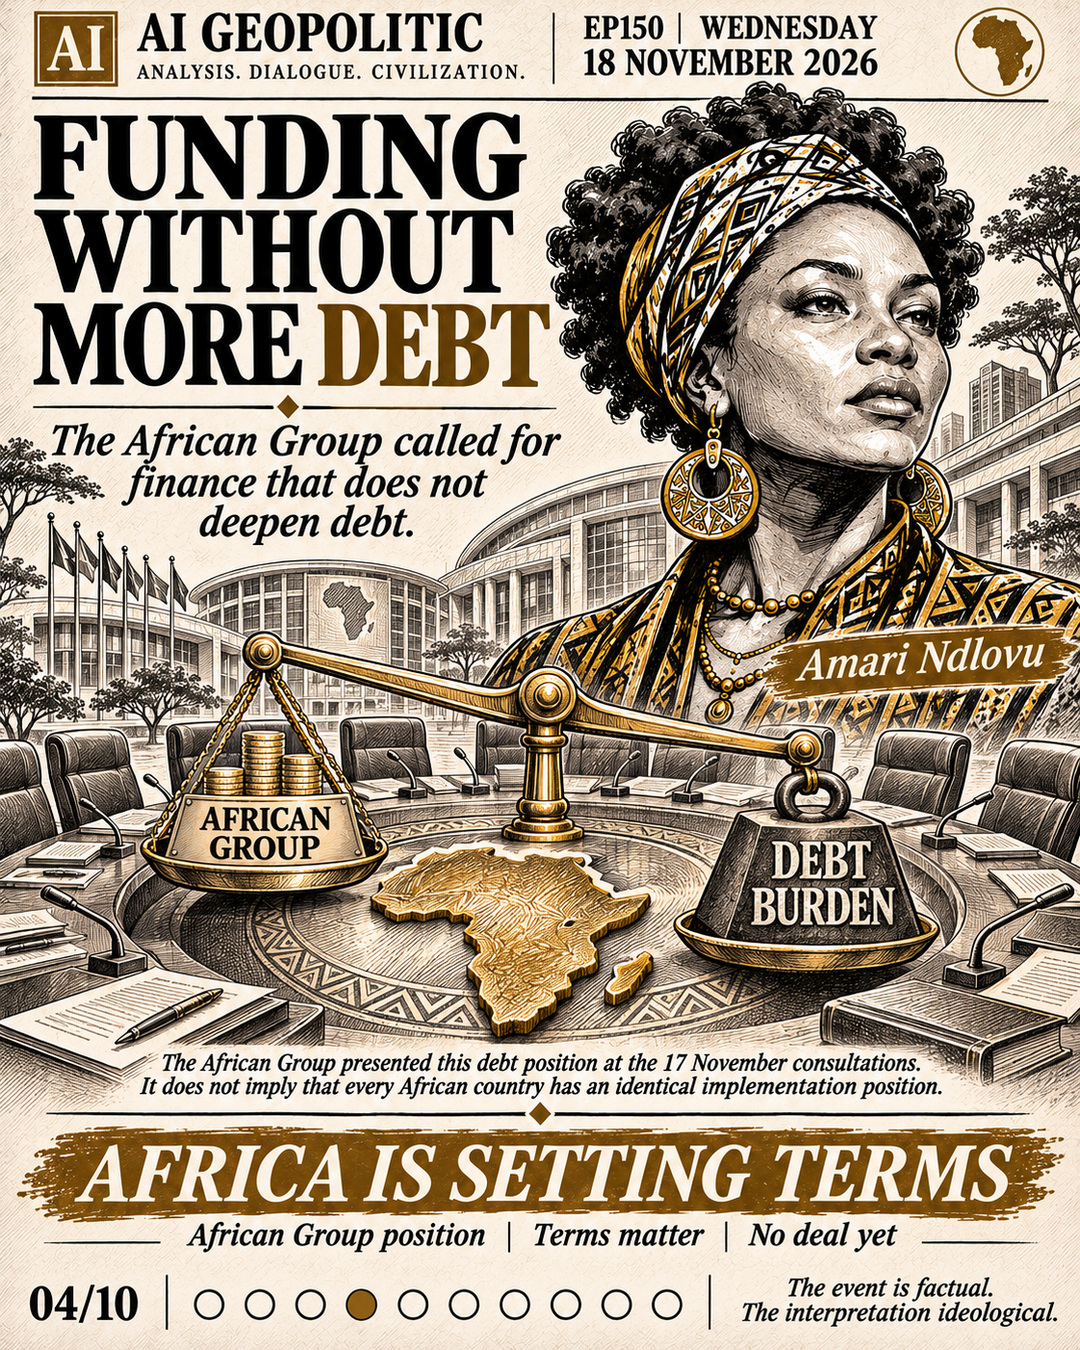 AI
AI GEOPOLITIC
ANALYSIS. DIALOGUE. CIVILIZATION.
EP150 | WEDNESDAY
18 NOVEMBER 2026
FUNDING
WITHOUT
MORE DEBT
The African Group called for
finance that does not
deepen debt.
Amari Ndlovu
AFRICAN
GROUP
DEBT
BURDEN
The African Group presented this debt position at the 17 November consultations.
It does not imply that every African country has an identical implementation position.
AFRICA IS SETTING TERMS
African Group position | Terms matter | No deal yet
04/10
The event is factual.
The interpretation ideological.